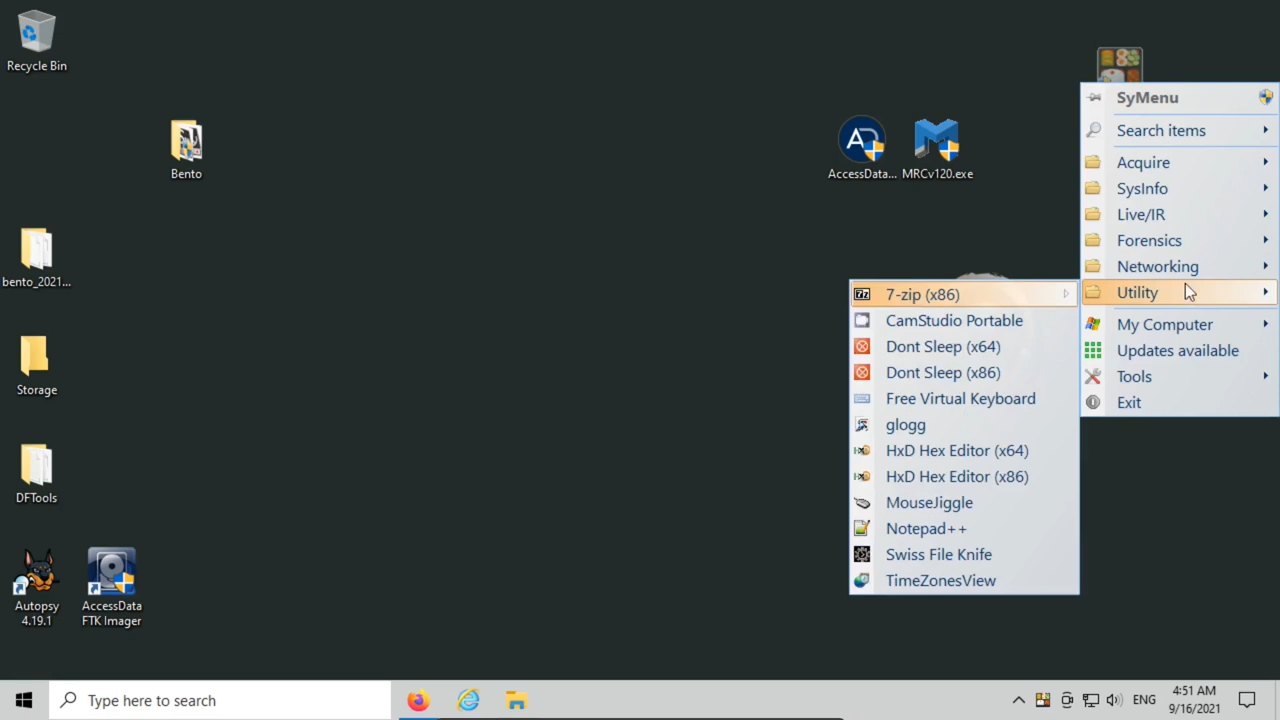 Recycle Bin
Bento
bento_2021...
Storage
DFTools
Autopsy
4.19.1
AccessData
FTK Imager
AccessData...
MRCv120.exe
SyMenu
Search items
Acquire
SysInfo
Live/IR
Forensics
Networking
Utility
My Computer
Updates available
Tools
Exit
7-zip (x86)
CamStudio Portable
Dont Sleep (x64)
Dont Sleep (x86)
Free Virtual Keyboard
glogg
HxD Hex Editor (x64)
HxD Hex Editor (x86)
MouseJiggle
Notepad++
Swiss File Knife
TimeZonesView
Type here to search
ENG
4:51 AM
9/16/2021